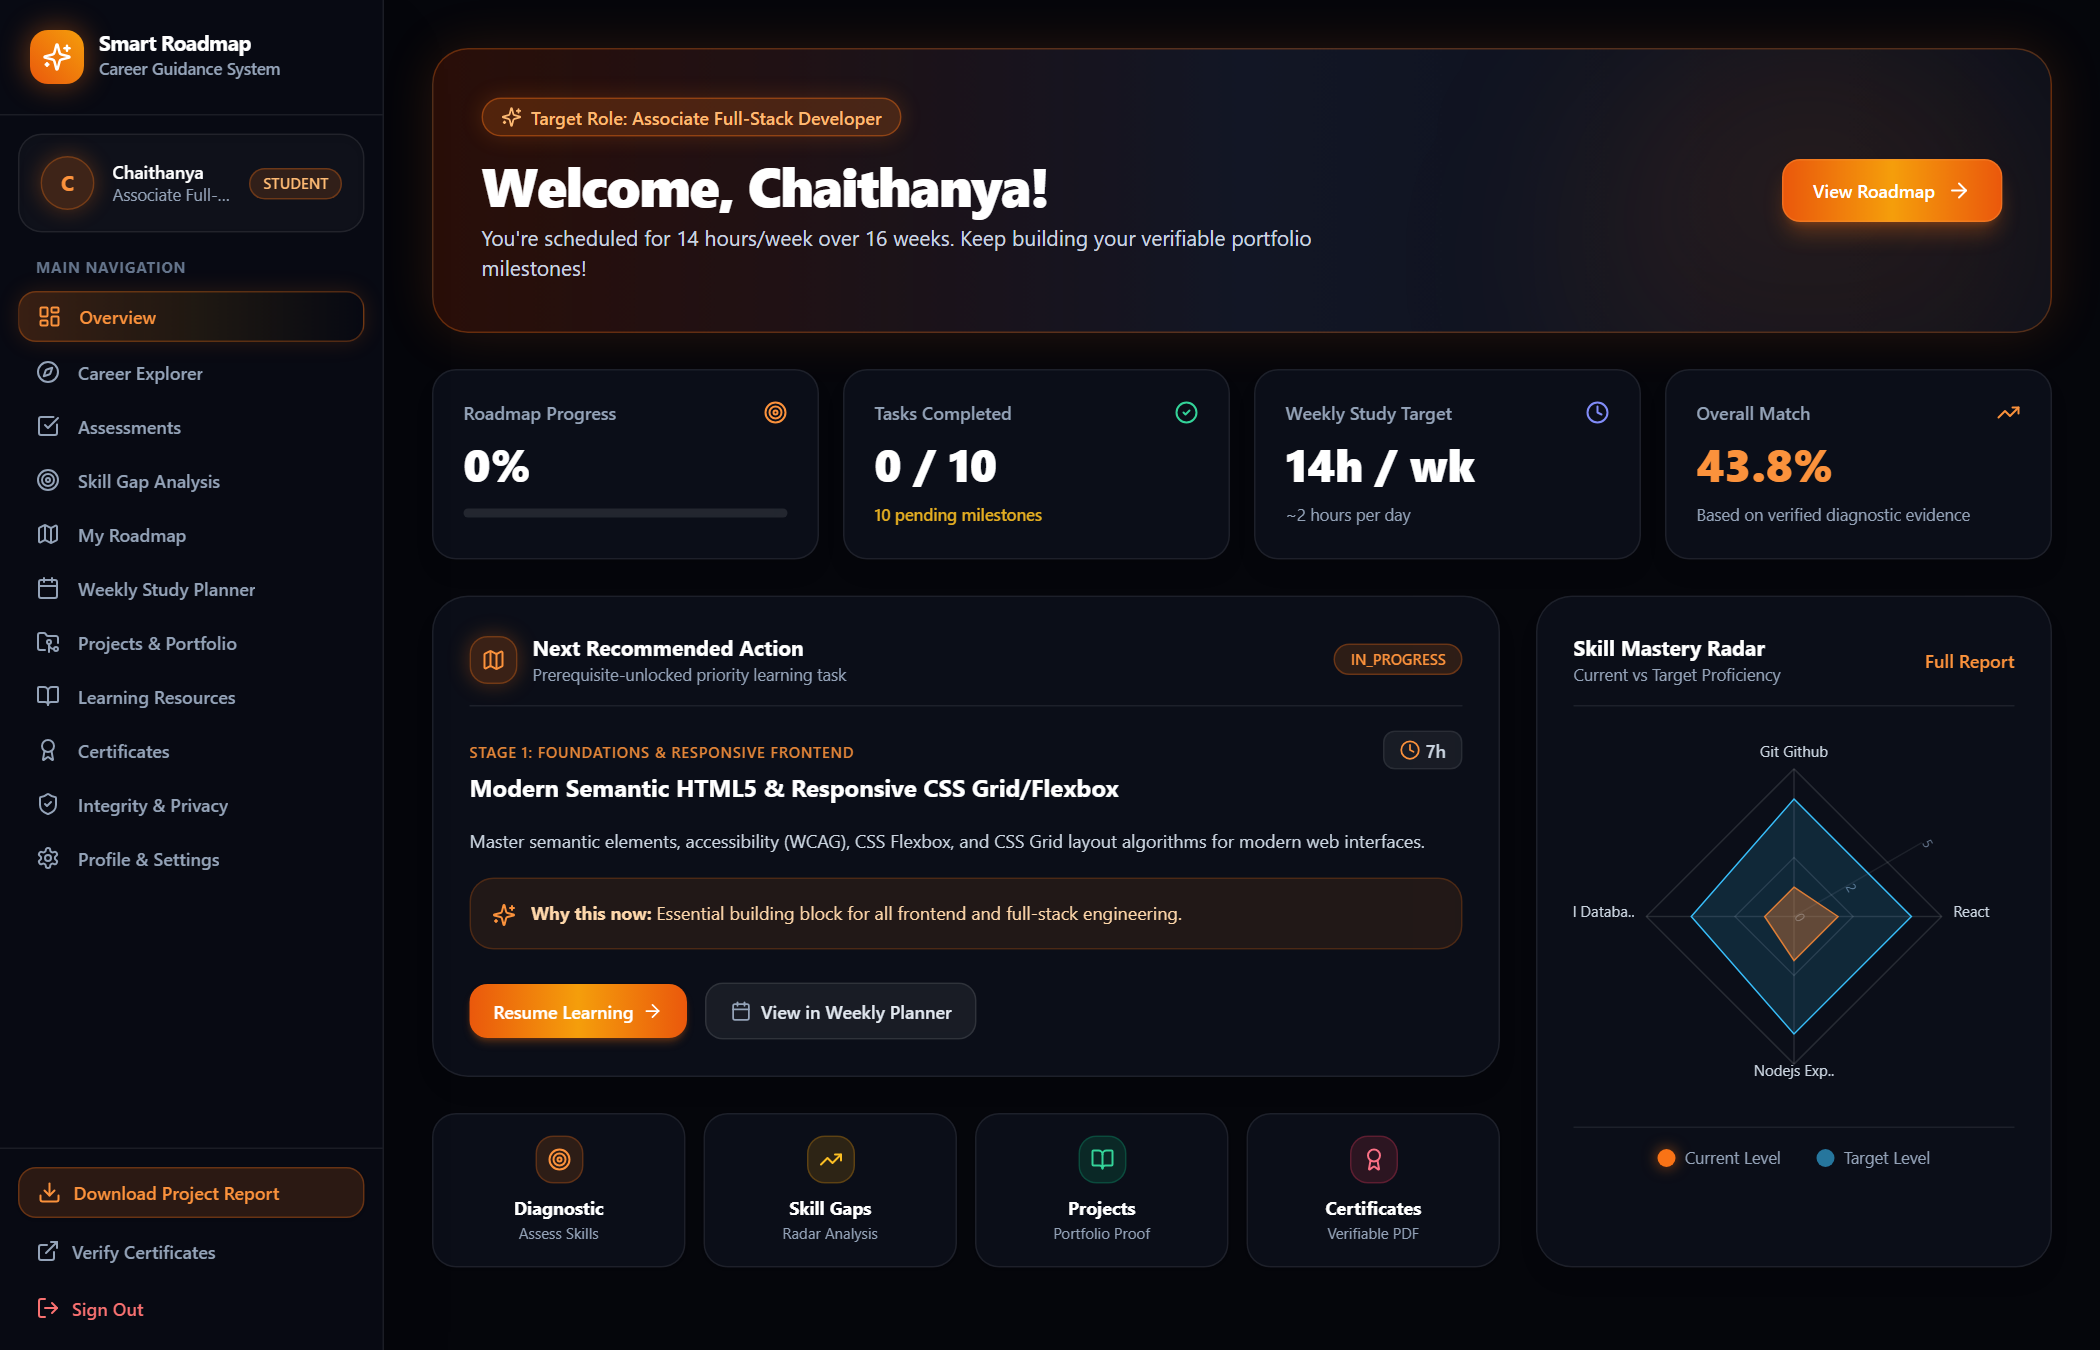 Smart Roadmap
Career Guidance System
C
Chaithanya
Associate Full-...
STUDENT
MAIN NAVIGATION
Overview
Career Explorer
Assessments
Skill Gap Analysis
My Roadmap
Weekly Study Planner
Projects & Portfolio
Learning Resources
Certificates
Integrity & Privacy
Profile & Settings
Download Project Report
Verify Certificates
Sign Out
Target Role: Associate Full-Stack Developer
Welcome, Chaithanya!
You're scheduled for 14 hours/week over 16 weeks. Keep building your verifiable portfolio
milestones!
View Roadmap
Roadmap Progress
0%
Tasks Completed
0 / 10
10 pending milestones
Weekly Study Target
14h / wk
~2 hours per day
Overall Match
43.8%
Based on verified diagnostic evidence
Next Recommended Action
Prerequisite-unlocked priority learning task
IN_PROGRESS
STAGE 1: FOUNDATIONS & RESPONSIVE FRONTEND
7h
Modern Semantic HTML5 & Responsive CSS Grid/Flexbox
Master semantic elements, accessibility (WCAG), CSS Flexbox, and CSS Grid layout algorithms for modern web interfaces.
Why this now: Essential building block for all frontend and full-stack engineering.
Resume Learning
View in Weekly Planner
Diagnostic
Assess Skills
Skill Gaps
Radar Analysis
Projects
Portfolio Proof
Certificates
Verifiable PDF
Skill Mastery Radar
Current vs Target Proficiency
Full Report
Git Github
5
2
0
l Databa..
React
Nodejs Exp..
Current Level
Target Level